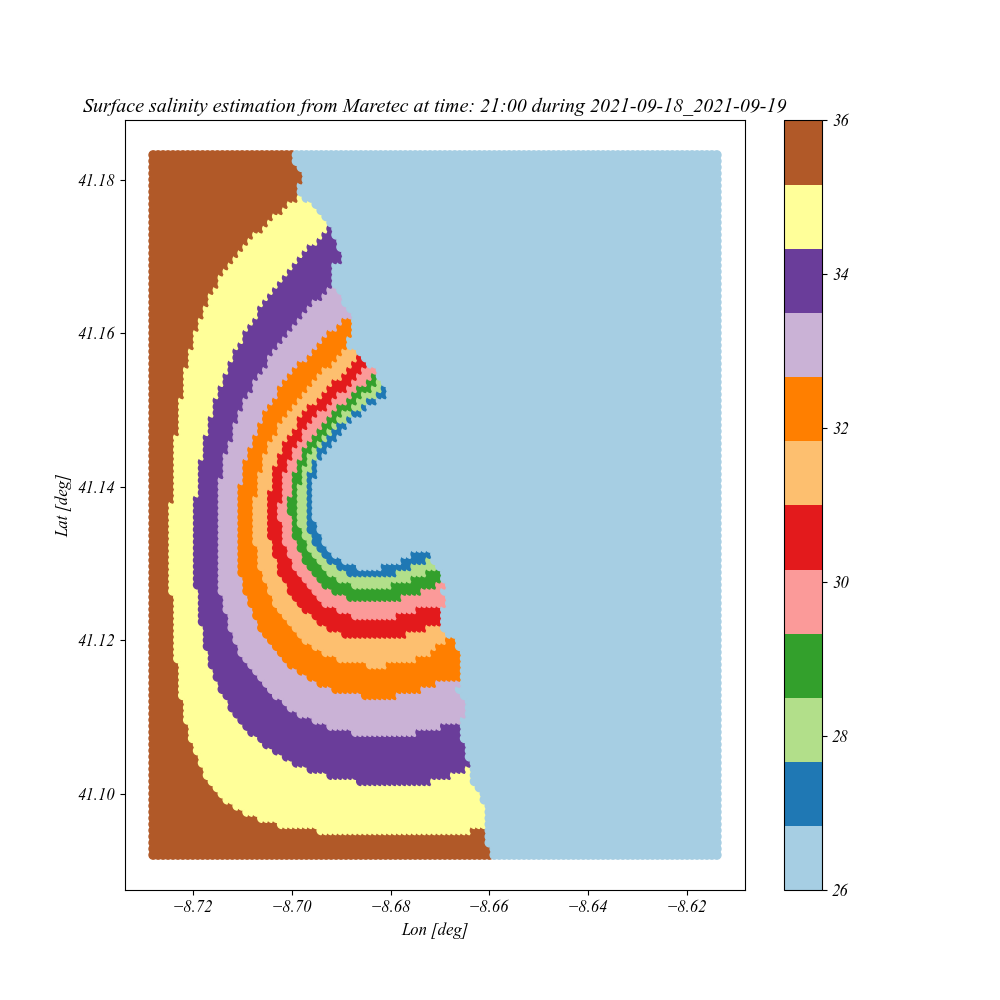 Surface salinity estimation from Maretec at time: 21:00 during 2021-09-18_2021-09-19
36
41.18
34
41.16
32
41.14
Lat [deg]
30
41.12
28
41.10
26
−8.72 −8.70 −8.68 −8.66 −8.64 −8.62
Lon [deg]